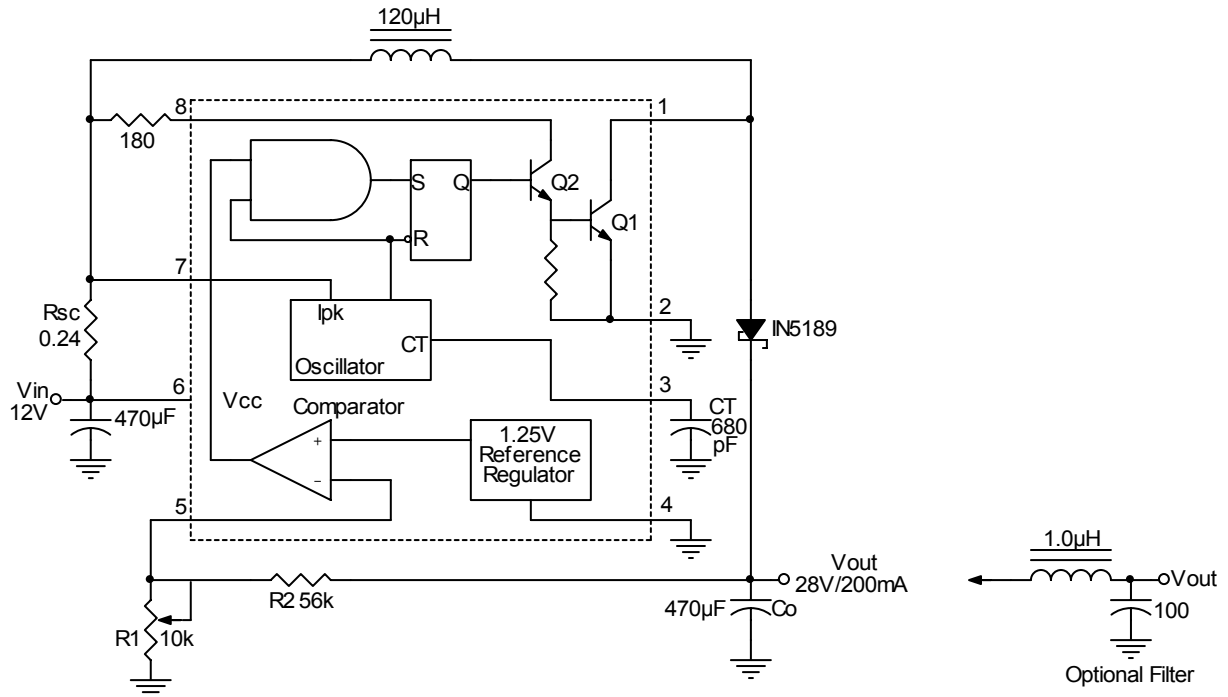 120µH
8
1
180
S
Q
Q2
Q1
R
7
2
Rsc
0.24
Ipk
CT
Oscillator
IN5189
Vin
12V
6
3
470µF
Vcc
Comparator
CT
680
pF
+
−
1.25V
Reference
Regulator
5
4
R2 56k
Vout
28V/200mA
1.0µH
Vout
R1 10k
470µF
Co
100
Optional Filter